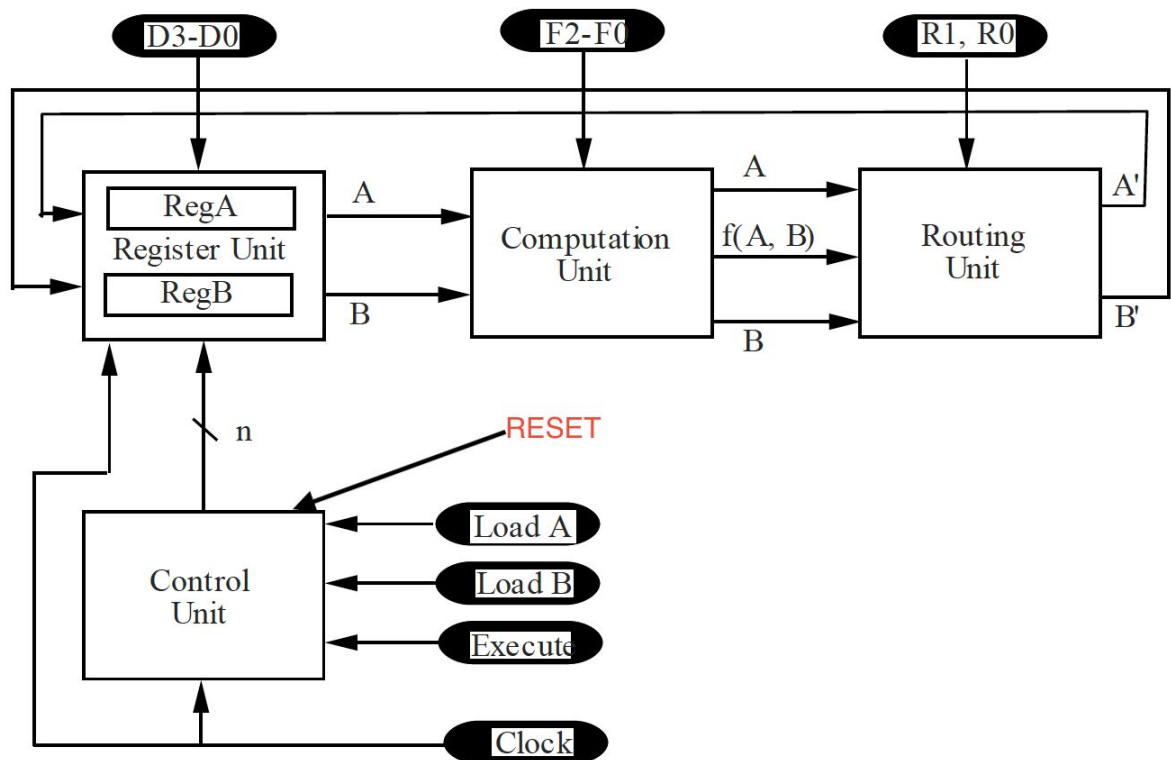 D3-D0
F2-F0
R1, R0
RegA
Register Unit
RegB
A
B
Computation
Unit
A
f(A, B)
B
Routing
Unit
A'
B'
n
RESET
Control
Unit
Load A
Load B
Execute
Clock